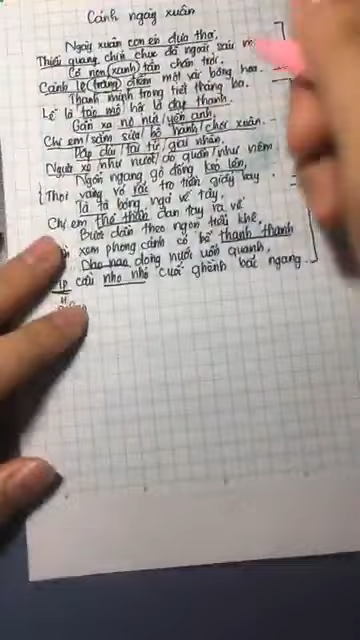 Cảnh ngày xuân
Ngày xuân con én đưa thoi,
Thiều quang chín chục đã ngoài sáu
Cỏ non (xanh) tận chân trời,
Cành lê (trắng) điểm một vài bông hoa.
Thanh minh trong tiết tháng ba,
Lễ là tảo mộ hội là đạp thanh.
Gần xa nô nức / yến anh,
Chị em / sắm sửa / bộ hành / chơi xuân.
Dập dìu / tài tử / giai nhân,
Ngựa xe như nước / áo quần / như nêm
Ngổn ngang gò đống kéo lên,
Thoi vàng vó rắc tro tiền giấy bay.
Tà tà bóng ngả về tây,
Chị em thơ thẩn dan tay ra về
Bước dần theo ngọn tiểu khê,
xem phong cảnh có bề thanh thanh
Nao nao dòng nước uốn quanh,
Nhịp cầu nho nhỏ cuối ghềnh bắc ngang.